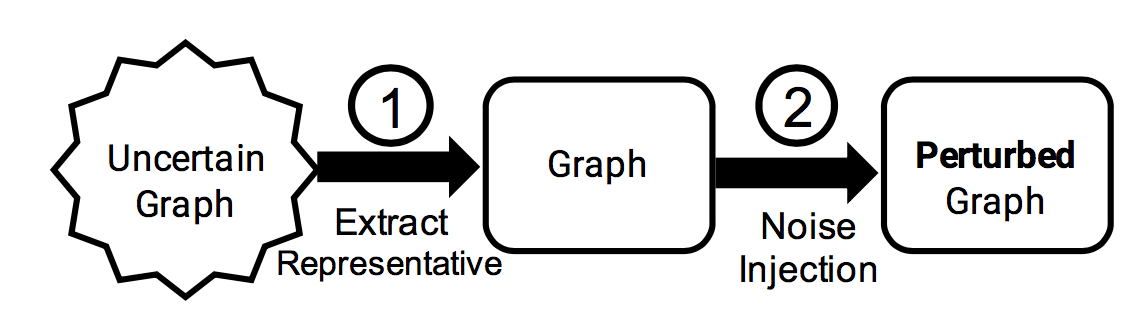 Uncertain
Graph
1
Extract
Representative
Graph
2
Noise
Injection
Perturbed
Graph